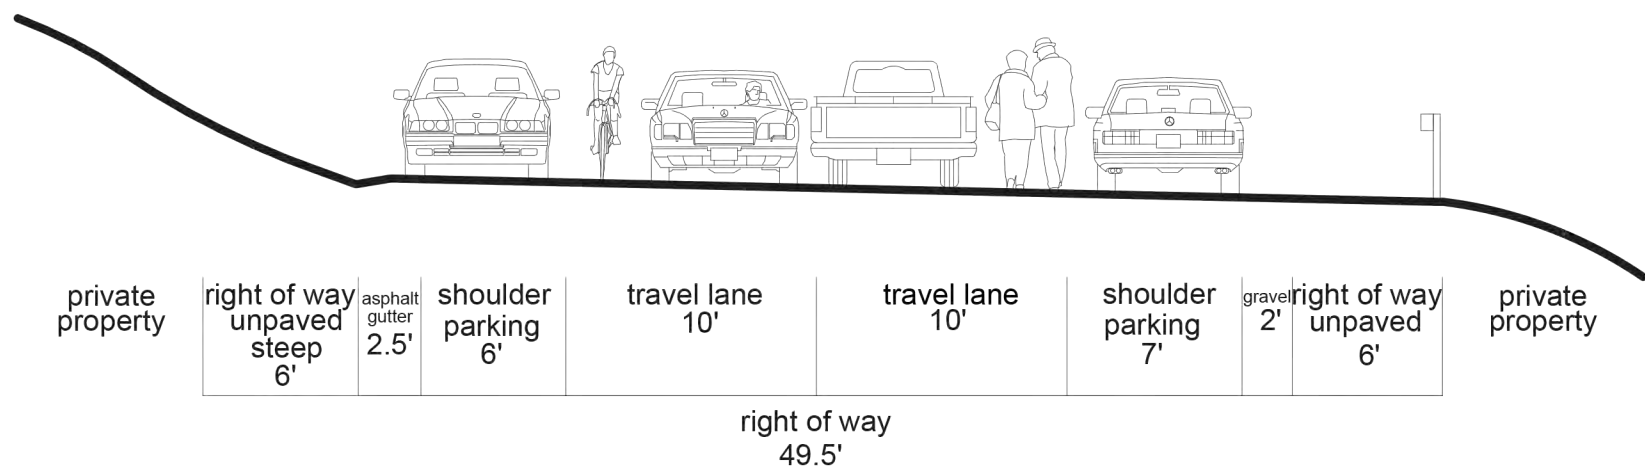 private
property
right of way
unpaved
steep
6'
asphalt
gutter
2.5'
shoulder
parking
6'
travel lane
10'
travel lane
10'
shoulder
parking
7'
gravel
2'
right of way
unpaved
6'
private
property
right of way
49.5'